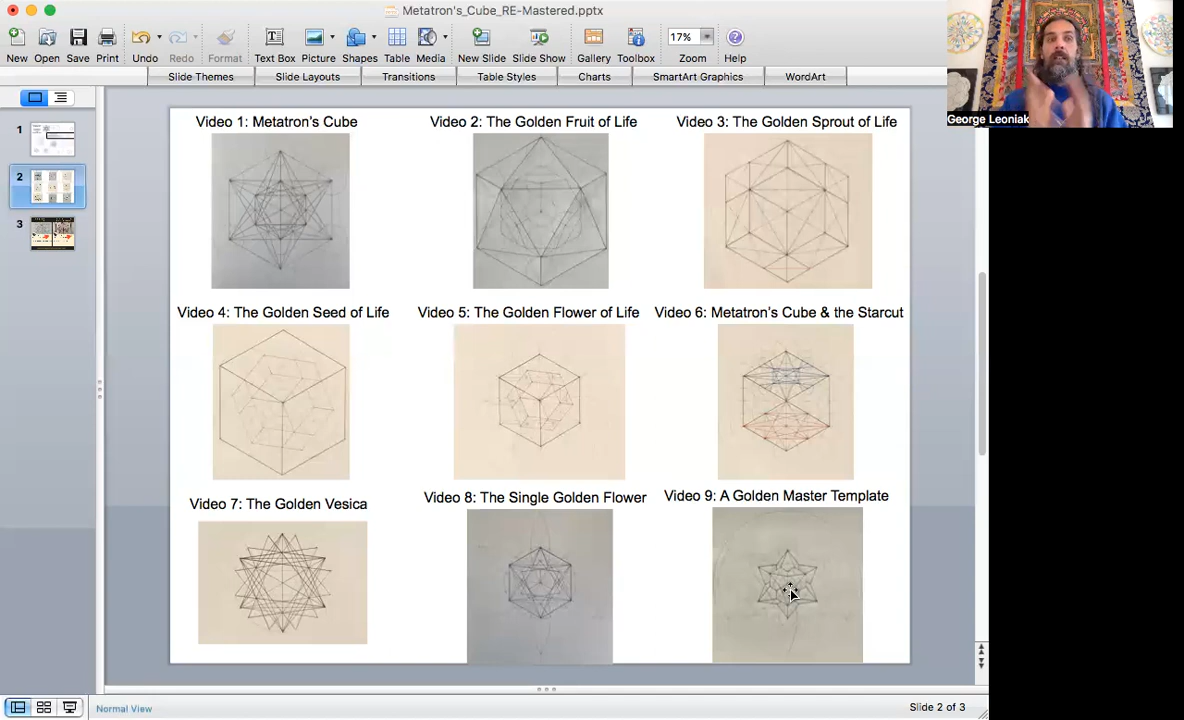 Metatron's_Cube_RE-Mastered.pptx
New Open Save Print Undo Redo Format Text Box Picture Shapes Table Media New Slide Slide Show Gallery Toolbox Zoom Help
17%
Slide Themes Slide Layouts Transitions Table Styles Charts SmartArt Graphics WordArt
George Leoniak
1
2
3
Video 1: Metatron's Cube
Video 2: The Golden Fruit of Life
Video 3: The Golden Sprout of Life
Video 4: The Golden Seed of Life
Video 5: The Golden Flower of Life
Video 6: Metatron's Cube & the Starcut
Video 7: The Golden Vesica
Video 8: The Single Golden Flower
Video 9: A Golden Master Template
Normal View
Slide 2 of 3